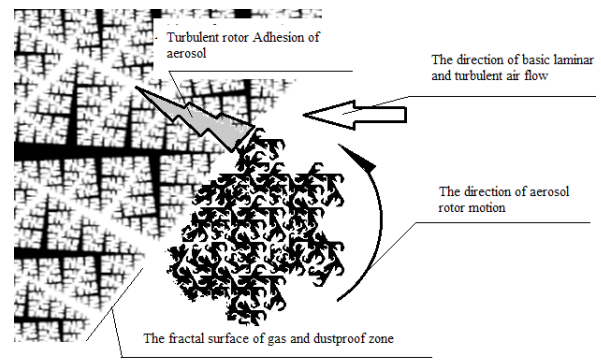 Turbulent rotor Adhesion of
aerosol
The direction of basic laminar
and turbulent air flow
The direction of aerosol
rotor motion
The fractal surface of gas and dustproof zone